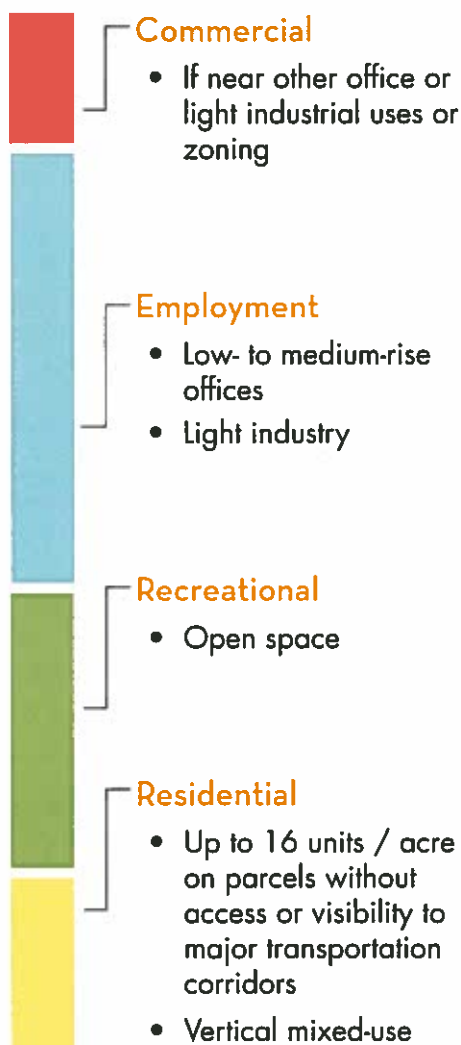 Commercial
• If near other office or
light industrial uses or
zoning
Employment
• Low- to medium-rise
offices
• Light industry
Recreational
• Open space
Residential
• Up to 16 units / acre
on parcels without
access or visibility to
major transportation
corridors
• Vertical mixed-use